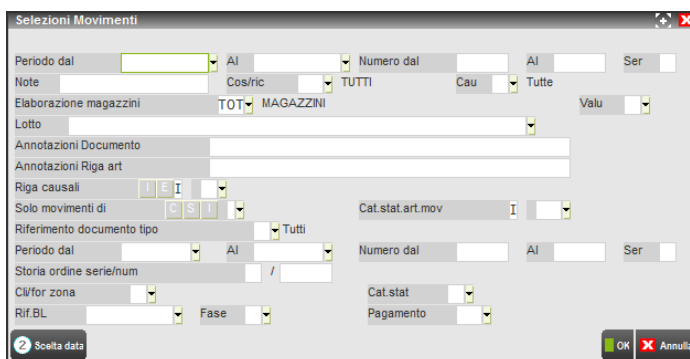 Selezioni Movimenti
Periodo dal Al Numero dal Al Ser
Note Cos/ric TUTTI Cau Tutte
Elaborazione magazzini TOT MAGAZZINI Valu
Lotto
Annotazioni Documento
Annotazioni Riga art
Riga causali I E I
Solo movimenti di C S I Cat.stat.art.mov I
Riferimento documento tipo Tutti
Periodo dal Al Numero dal Al Ser
Storia ordine serie/num /
Cli/for zona Cat.stat
Rif.BL Fase Pagamento
2 Scelta data OK X Annulla